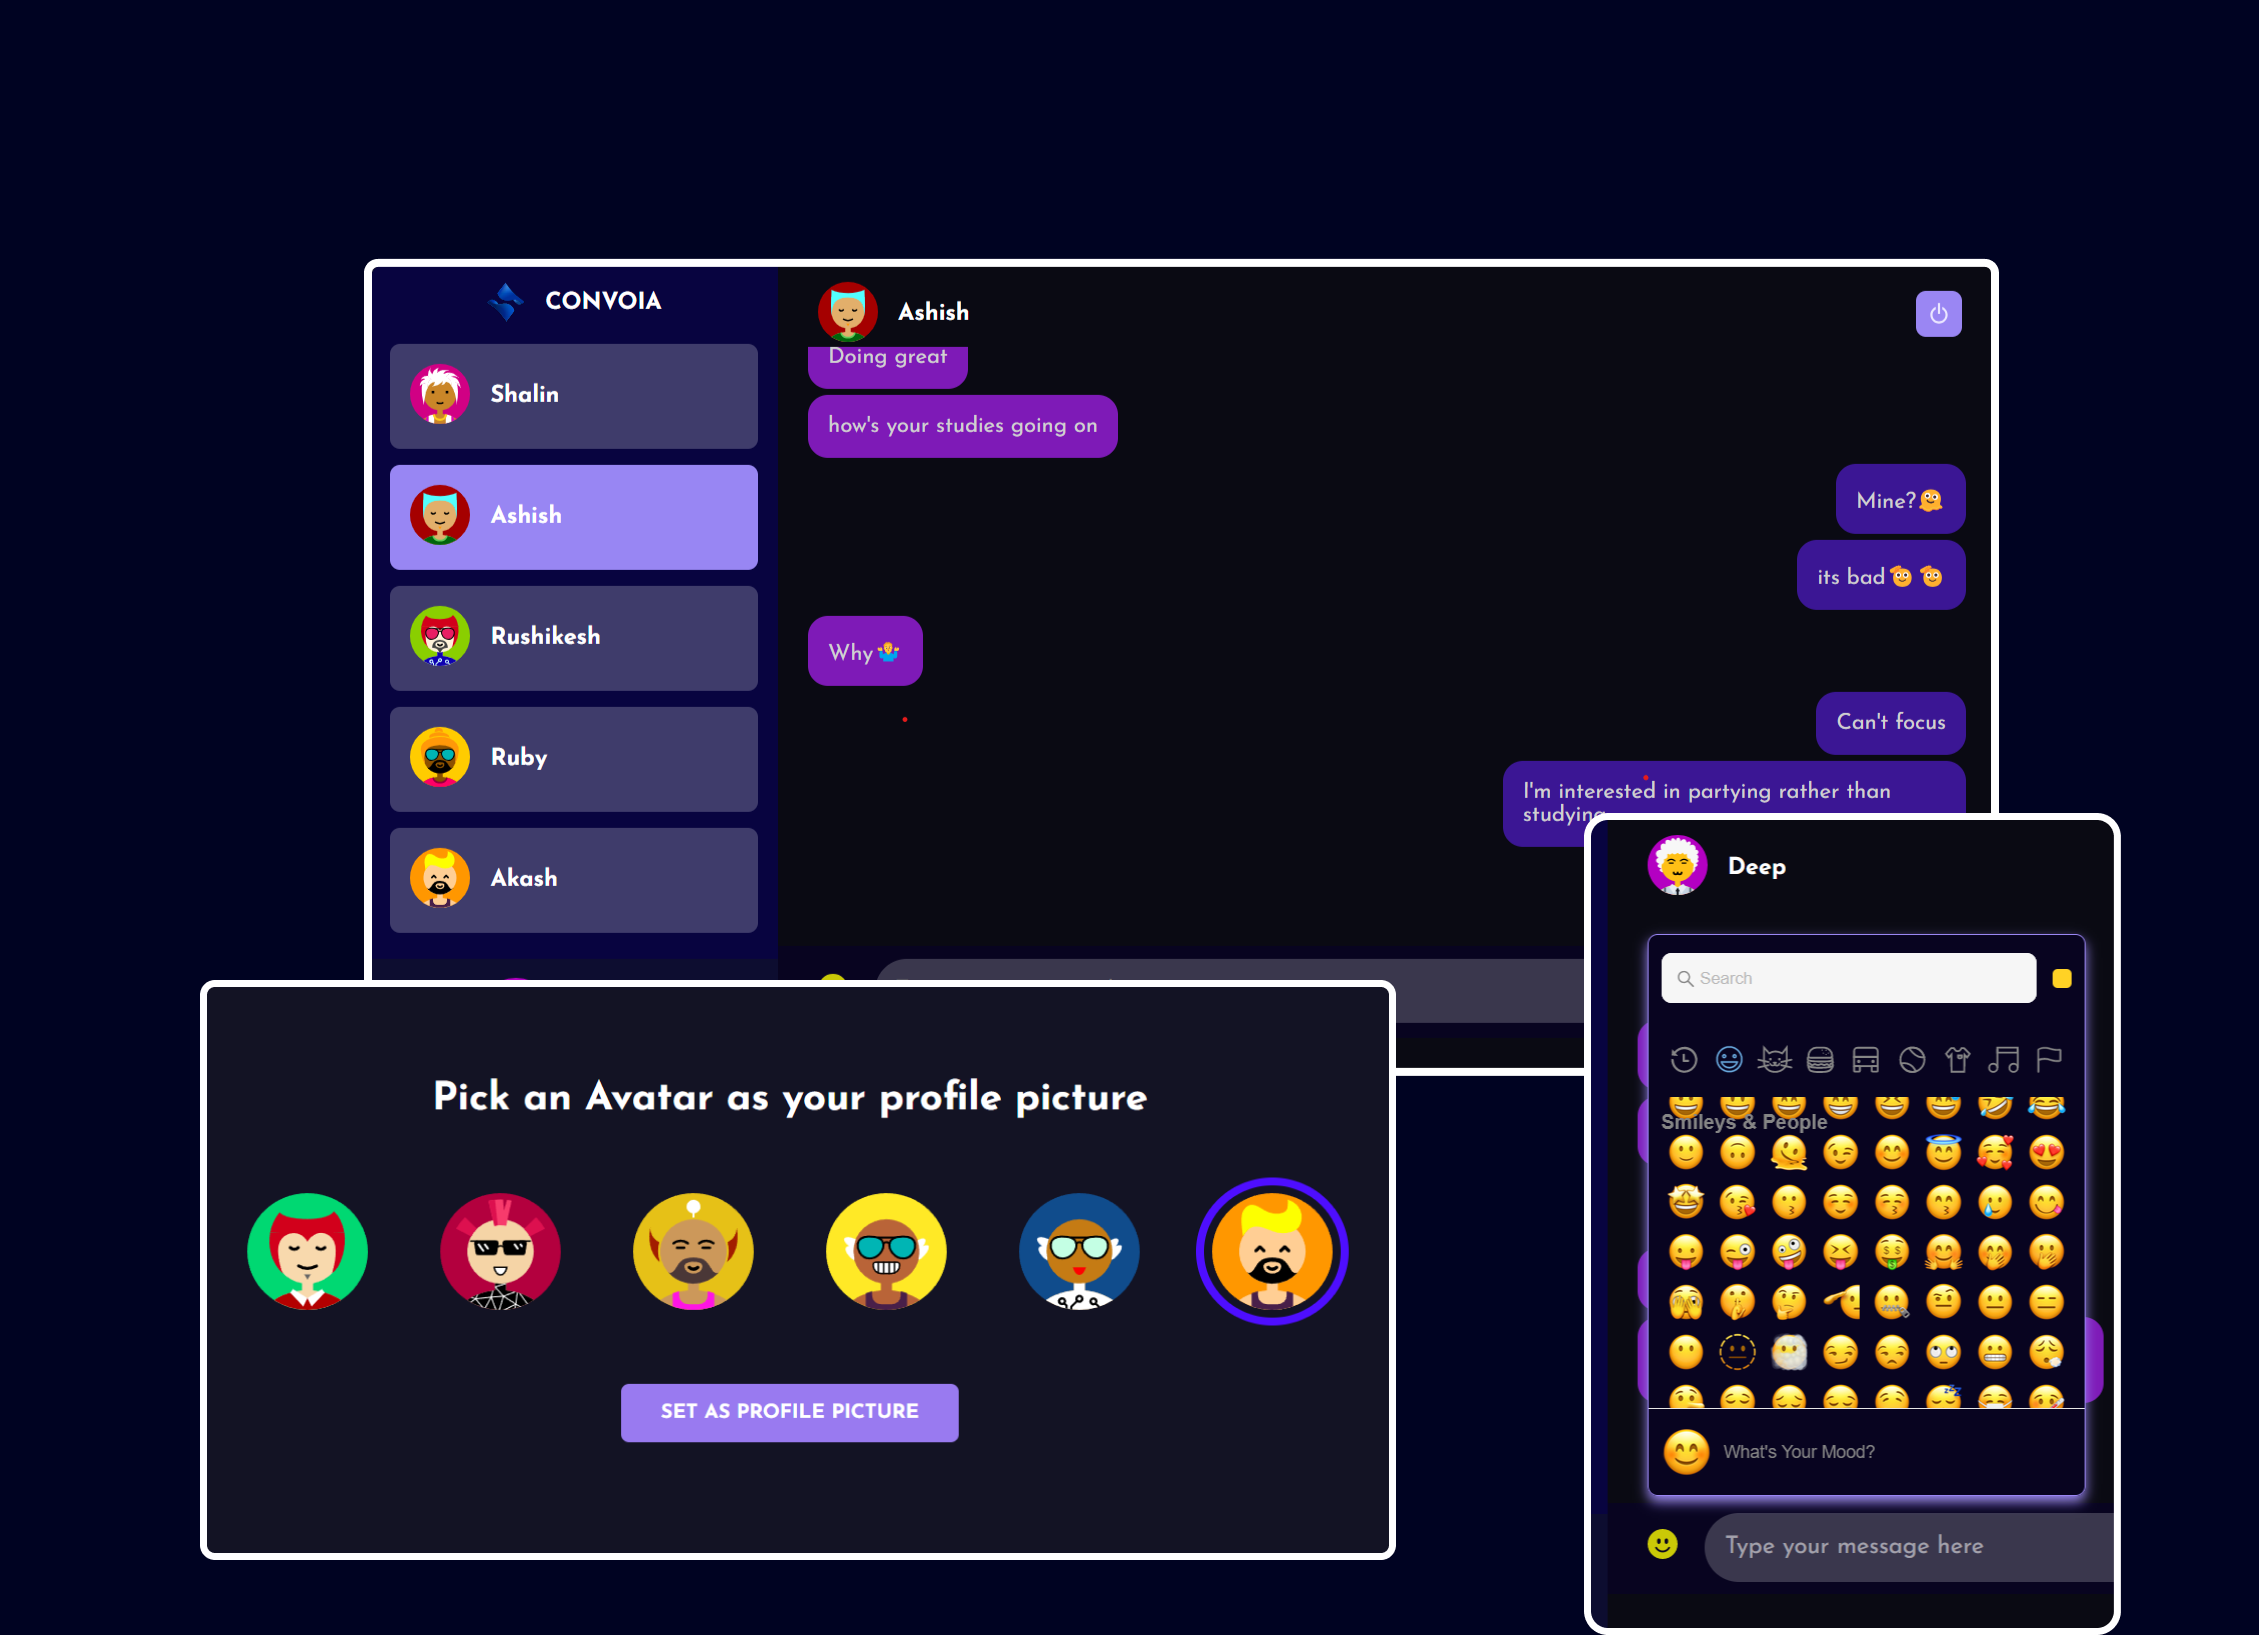 CONVOIA
Shalin
Ashish
Rushikesh
Ruby
Akash
Ashish
Doing great
how's your studies going on
Mine?🫠
its bad🫡 🫡
Why🤷
Can't focus
I'm interested in partying rather than
studying
Pick an Avatar as your profile picture
SET AS PROFILE PICTURE
Deep
Search
Smileys & People
What's Your Mood?
Type your message here